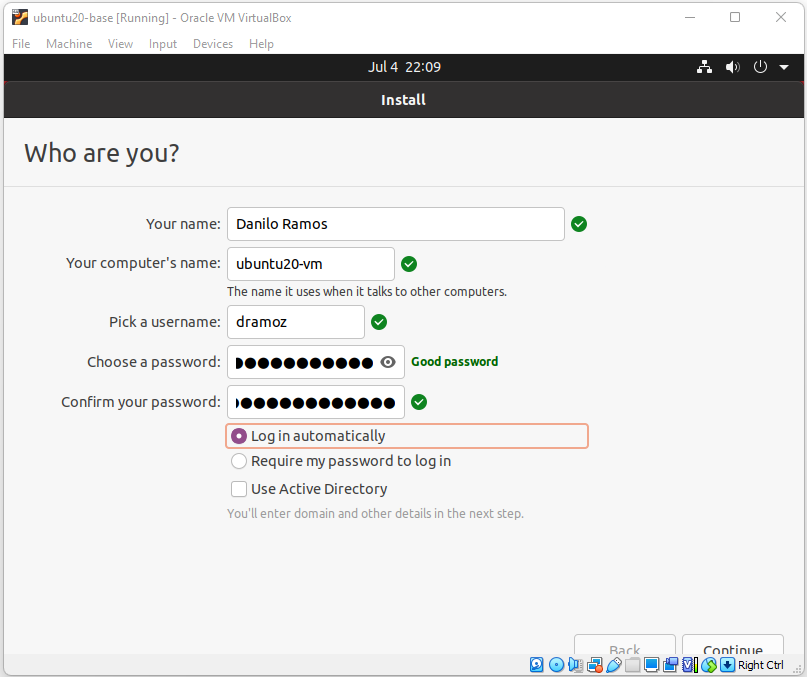 ubuntu20-base [Running] - Oracle VM VirtualBox
File Machine View Input Devices Help
Jul 4 22:09
Install
Who are you?
Your name: Danilo Ramos
Your computer's name: ubuntu20-vm
The name it uses when it talks to other computers.
Pick a username: dramoz
Choose a password: Good password
Confirm your password:
Log in automatically
Require my password to log in
Use Active Directory
You'll enter domain and other details in the next step.
Back Continue
Right Ctrl